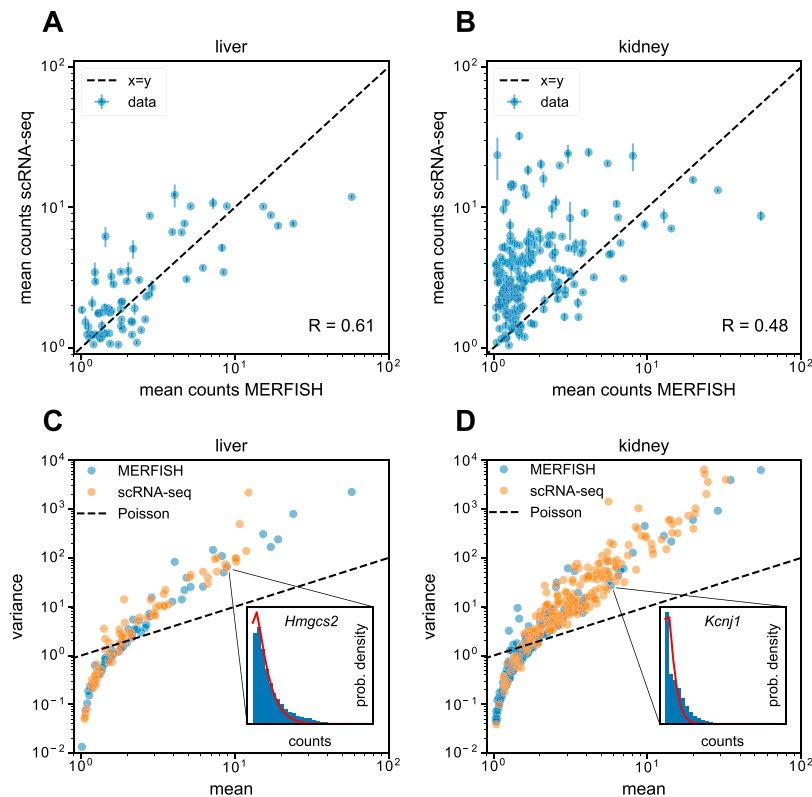 A
liver
10²
10¹
10⁰
mean counts scRNA-seq
x=y
data
R = 0.61
10⁰
10¹
10²
mean counts MERFISH
B
kidney
10²
10¹
10⁰
mean counts scRNA-seq
x=y
data
R = 0.48
10⁰
10¹
10²
mean counts MERFISH
C
liver
10⁴
10³
10²
10¹
10⁰
10⁻¹
10⁻²
variance
MERFISH
scRNA-seq
Poisson
Hmgcs2
prob. density
counts
10⁰
10¹
10²
mean
D
kidney
10⁴
10³
10²
10¹
10⁰
10⁻¹
10⁻²
variance
MERFISH
scRNA-seq
Poisson
Kcnj1
prob. density
counts
10⁰
10¹
10²
mean